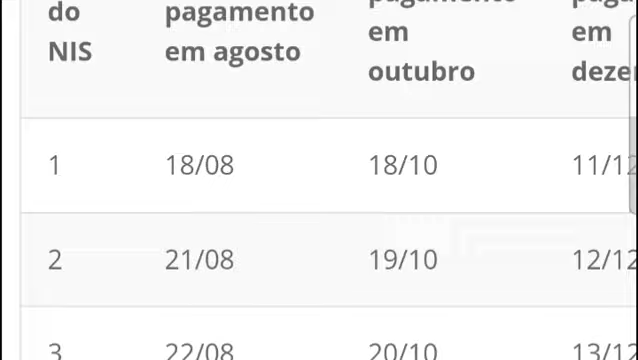 do
NIS
pagamento
em agosto
em
outubro
em
1
18/08
18/10
2
21/08
19/10
3
22/08
20/10